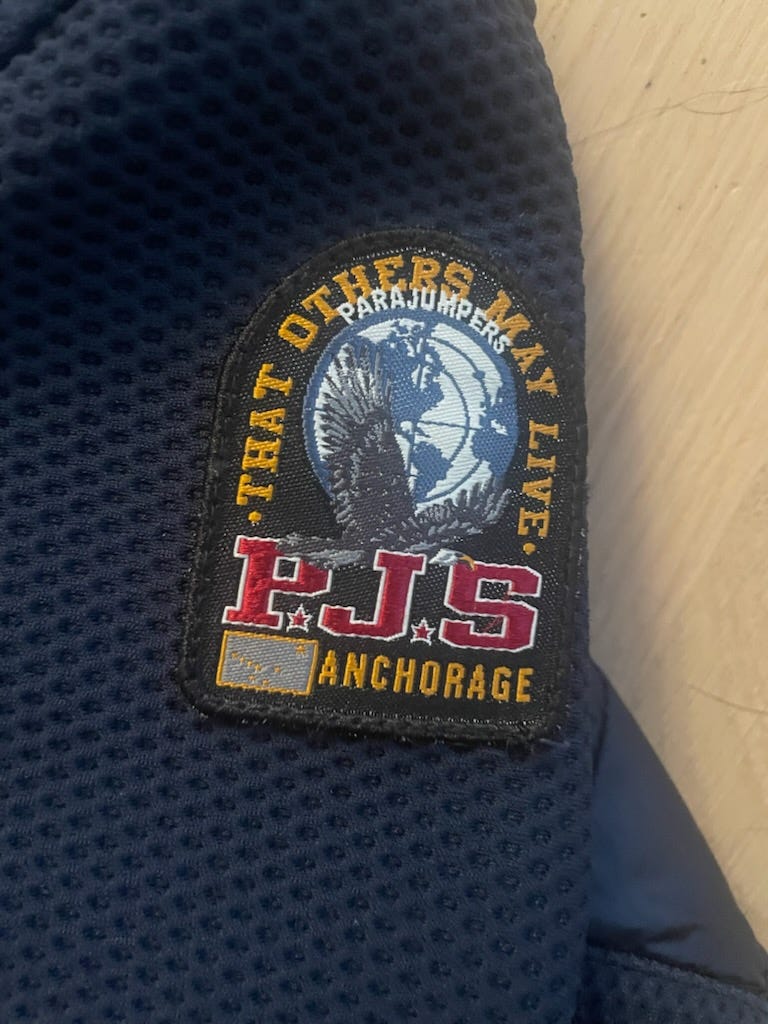 ·THAT OTHERS MAY LIVE·
PARAJUMPERS
P.J.S
ANCHORAGE